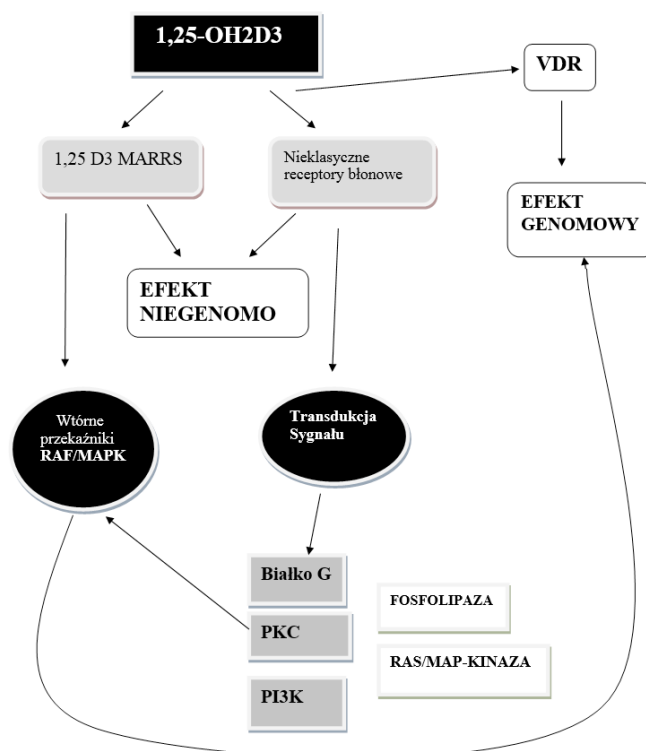 1,25-OH2D3
VDR
1,25 D3 MARRS
Nieklasyczne
receptory błonowe
EFEKT
GENOMOWY
EFEKT
NIEGENOMO
Wtórne
przekaźniki
RAF/MAPK
Transdukcja
Sygnału
Białko G
FOSFOLIPAZA
PKC
RAS/MAP-KINAZA
PI3K